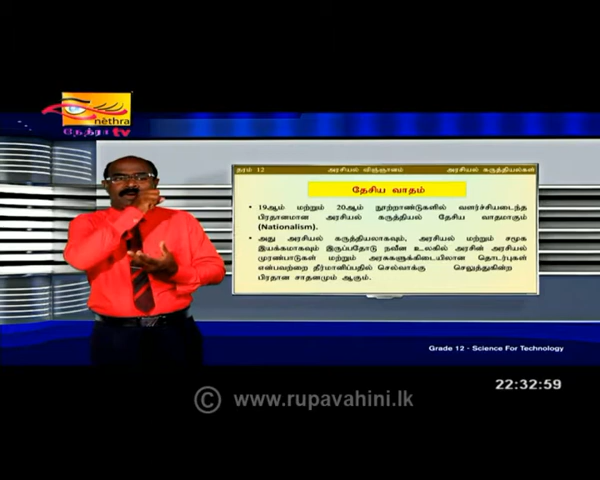 nethra
நேத்ரா tv
தரம் 12 அரசியல் விஞ்ஞானம் அரசியல் கருத்தியல்கள்
தேசிய வாதம்
• 19ஆம் மற்றும் 20ஆம் நூற்றாண்டுகளில் வளர்ச்சியடைந்த
பிரதானமான அரசியல் கருத்தியல் தேசிய வாதமாகும்
(Nationalism).
• அது அரசியல் கருத்தியலாகவும், அரசியல் மற்றும் சமூக
இயக்கமாகவும் இருப்பதோடு நவீன உலகில் அரசின் அரசியல்
முரண்பாடுகள் மற்றும் அரசுகளுக்கிடையிலான தொடர்புகள்
என்பவற்றை தீர்மானிப்பதில் செல்வாக்கு செலுத்துகின்ற
பிரதான சாதனமும் ஆகும்.
Grade 12 - Science For Technology
22:32:59
© www.rupavahini.lk